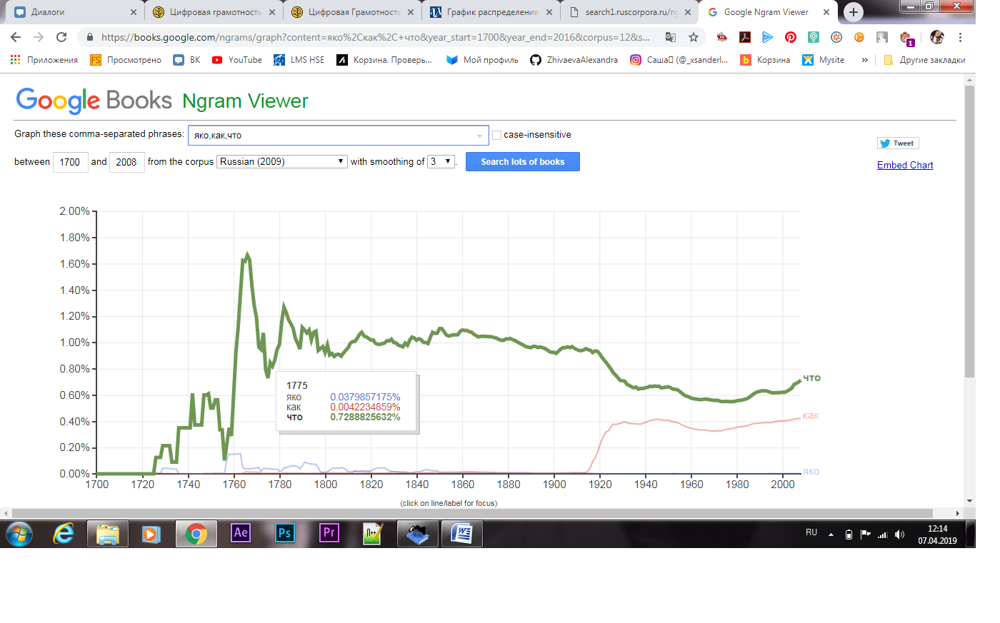 Диалоги
Цифровая грамотность
Цифровая Грамотность
График распределения
search1.ruscorpora.ru/ng
Google Ngram Viewer
https://books.google.com/ngrams/graph?content=яко%2Cкак%2C+что&year_start=1700&year_end=2016&corpus=12&s...
1
Приложения
FS Просмотрено
ВК
YouTube
LMS HSE
Корзина. Проверь...
Мой профиль
ZhivaevaAlexandra
Саша (@_xsanderl...
b Корзина
Mysite
»
Другие закладки
Google Books Ngram Viewer
Graph these comma-separated phrases: яко,как,что case-insensitive
between 1700 and 2008 from the corpus Russian (2009) with smoothing of 3 . Search lots of books
Tweet
Embed Chart
2.00%
1.80%
1.60%
1.40%
1.20%
1.00%
0.80%
0.60%
0.40%
0.20%
0.00%
1775
яко 0.0379857175%
как 0.0042234859%
что 0.7288825632%
что
как
яко
1700 1720 1740 1760 1780 1800 1820 1840 1860 1880 1900 1920 1940 1960 1980 2000
(click on line/label for focus)
Ae
Ps
Pr
W
RU
12:14
07.04.2019